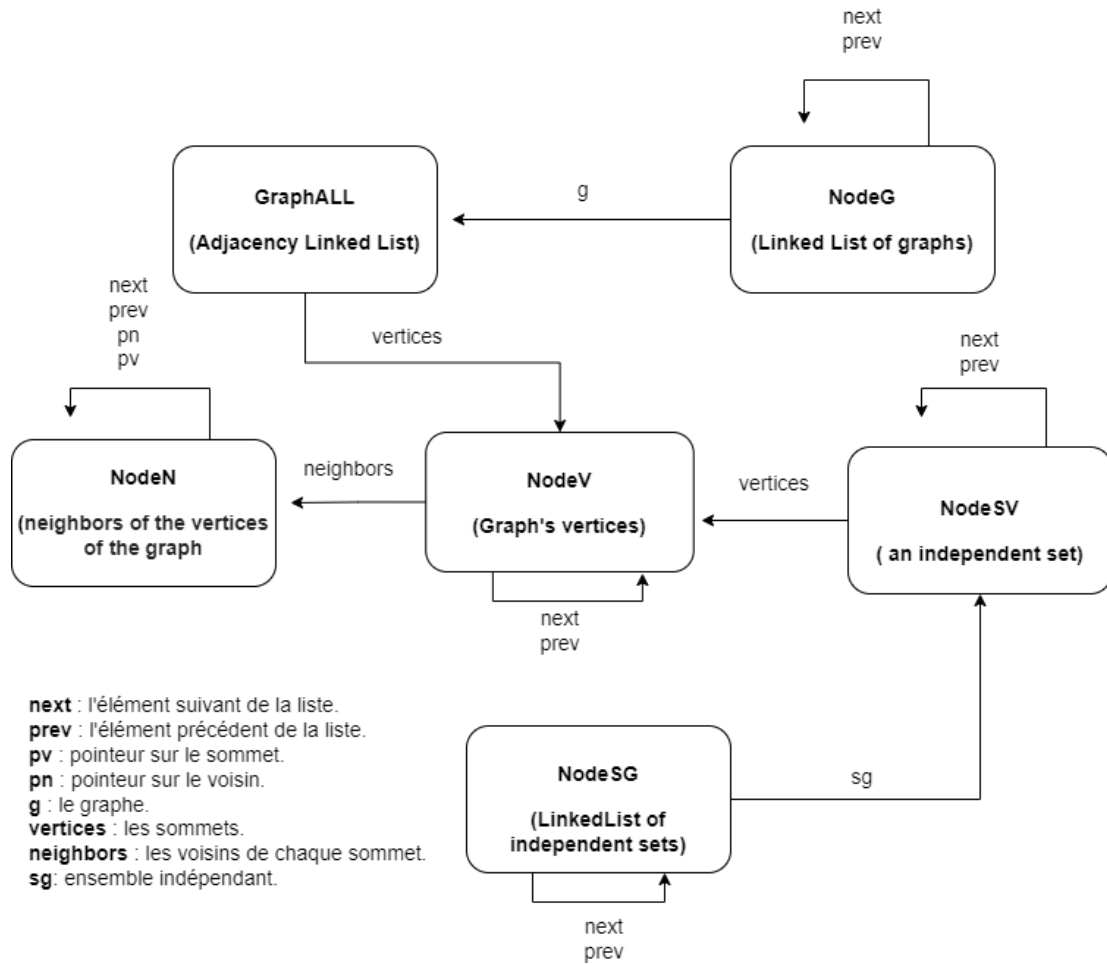 next
prev
GraphALL
(Adjacency Linked List)
g
NodeG
(Linked List of graphs)
next
prev
pn
pv
vertices
next
prev
NodeN
(neighbors of the vertices
of the graph
neighbors
NodeV
(Graph's vertices)
vertices
NodeSV
( an independent set)
next
prev
next : l'élément suivant de la liste.
prev : l'élément précédent de la liste.
pv : pointeur sur le sommet.
pn : pointeur sur le voisin.
g : le graphe.
vertices : les sommets.
neighbors : les voisins de chaque sommet.
sg: ensemble indépendant.
NodeSG
(LinkedList of
independent sets)
sg
next
prev